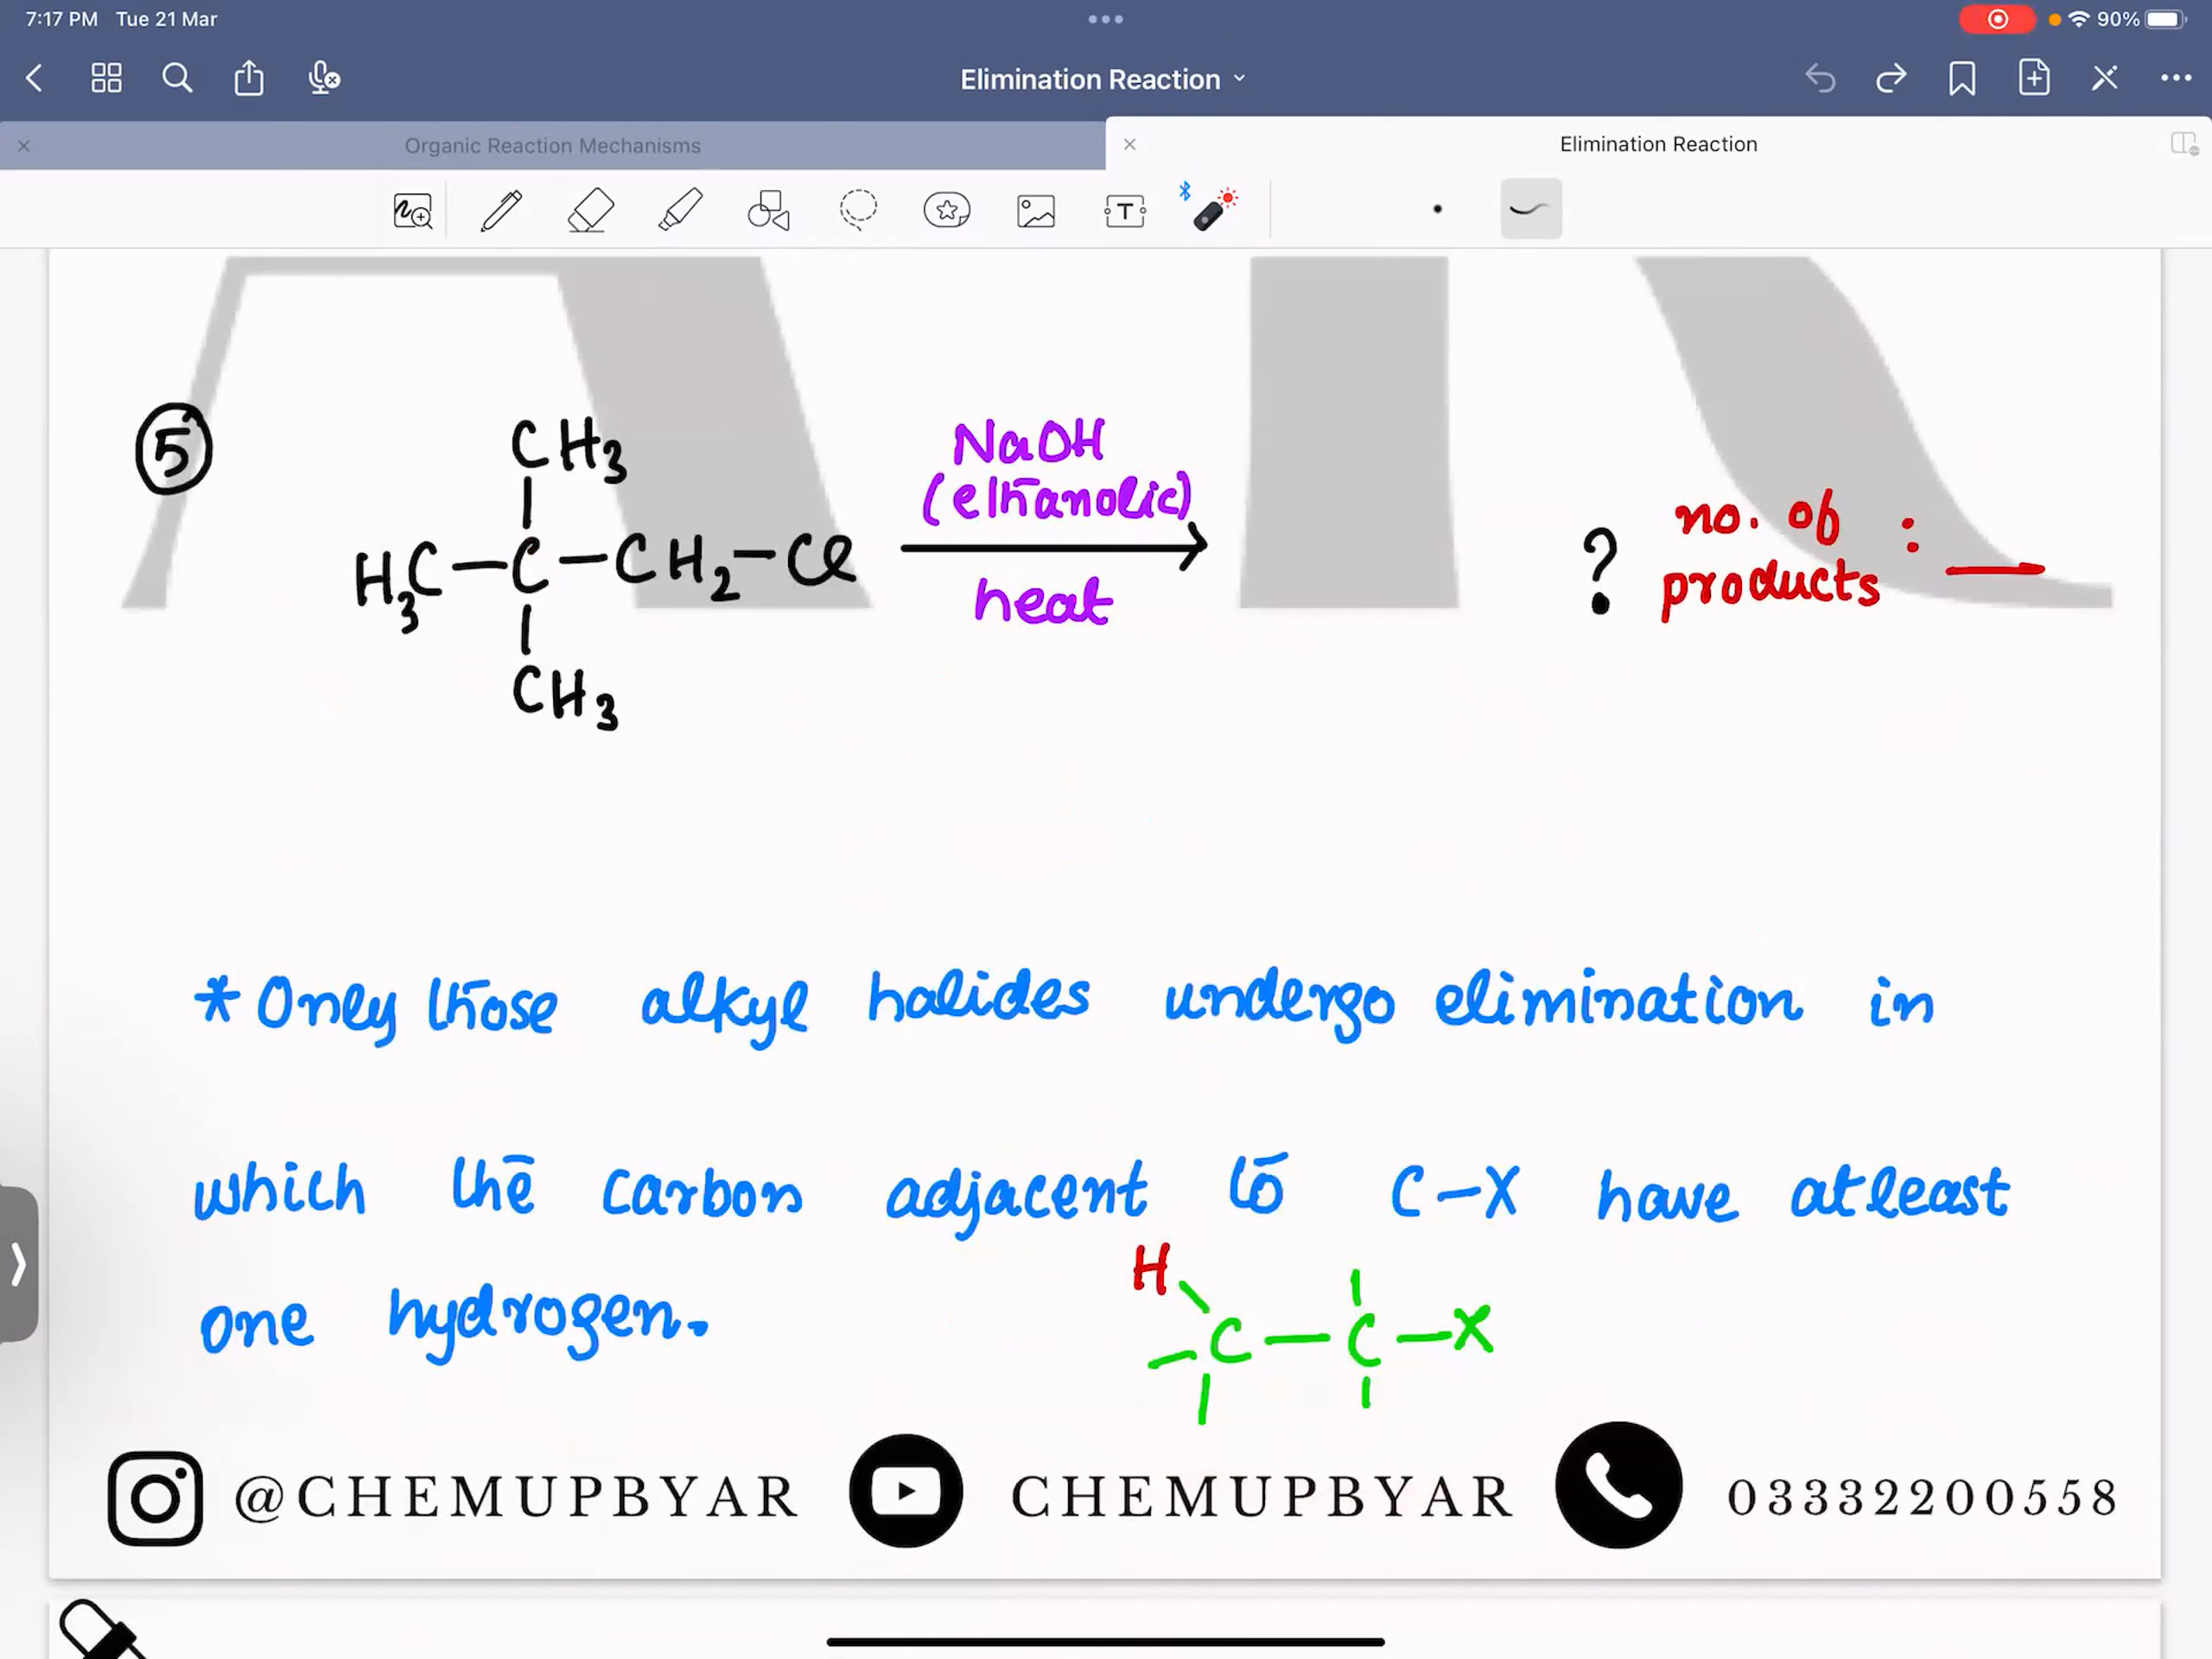 7:17 PM Tue 21 Mar
90%
Elimination Reaction
Organic Reaction Mechanisms
Elimination Reaction
T
AIR
5
CH3
NaOH
(ethanolic)
H3C-C-CH2-Cl
heat
CH3
? no. of products : __
*Only those alkyl halides undergo elimination in
which the carbon adjacent to C-X have atleast
one hydrogen.
H
C-C-X
@CHEMUPBYAR CHEMUPBYAR 03332200558